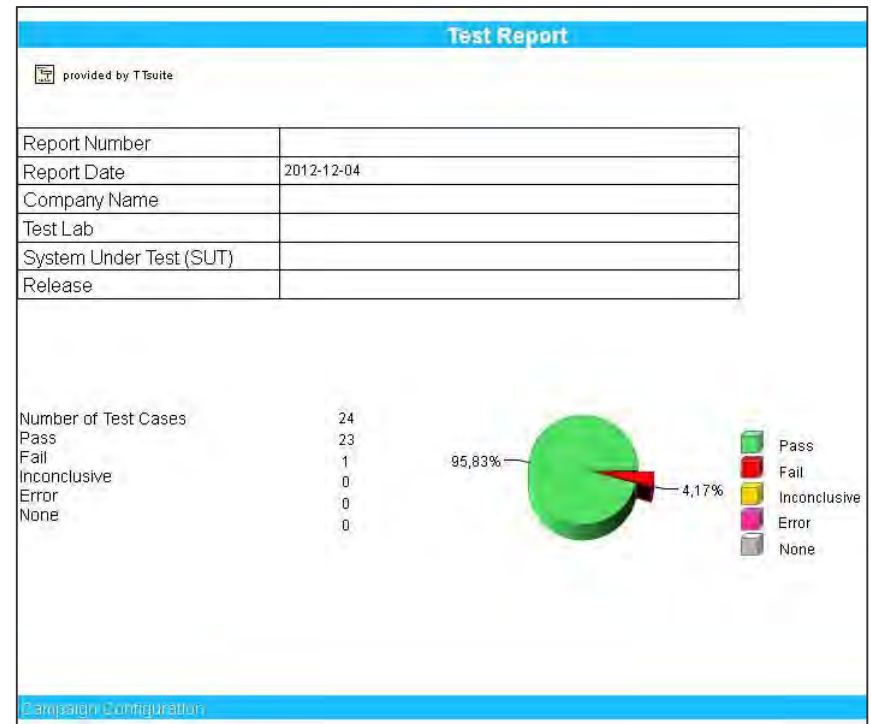 Test Report
provided by TTsuite
Report Number
Report Date 2012-12-04
Company Name
Test Lab
System Under Test (SUT)
Release
Number of Test Cases 24
Pass 23
Fail 1
Inconclusive 0
Error 0
None 0
95,83%
4,17%
Pass
Fail
Inconclusive
Error
None
Campaign Configuration